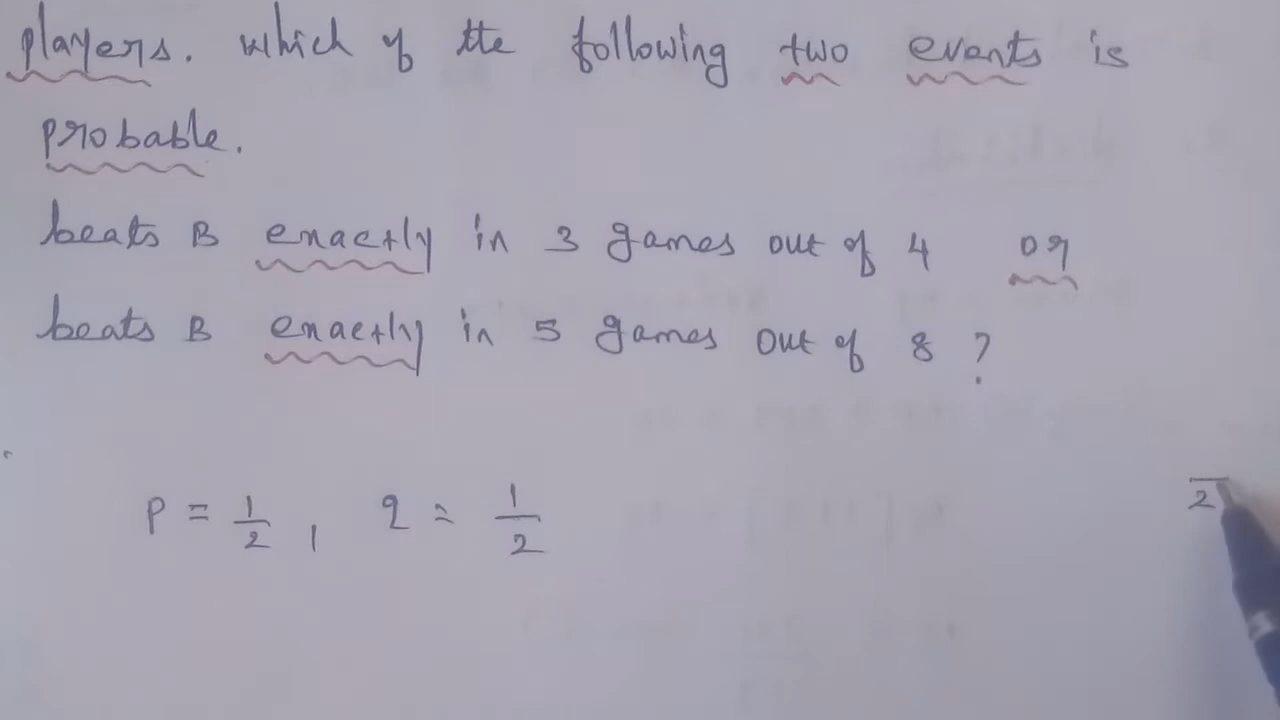 players. which of the following two events is
probable.
beats B exactly in 3 games out of 4 or
beats B exactly in 5 games out of 8 ?
P = 1/2, q = 1/2
2